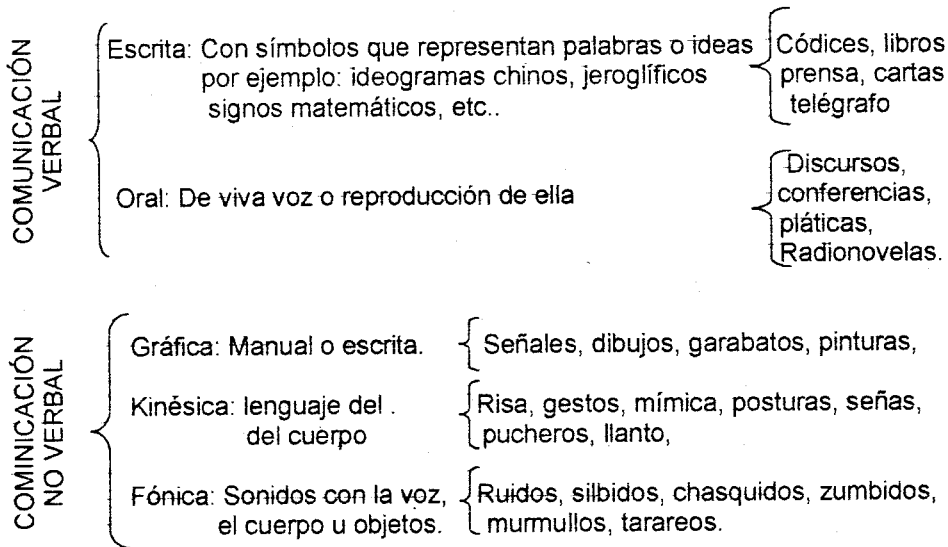 COMUNICACIÓN
VERBAL
Escrita: Con símbolos que representan palabras o ideas
por ejemplo: ideogramas chinos, jeroglíficos
signos matemáticos, etc..
Códices, libros
prensa, cartas
telégrafo
Oral: De viva voz o reproducción de ella
Discursos,
conferencias,
pláticas,
Radionovelas.
COMINICACIÓN
NO VERBAL
Gráfica: Manual o escrita.
Señales, dibujos, garabatos, pinturas,
Kinésica: lenguaje del .
del cuerpo
Risa, gestos, mímica, posturas, señas,
pucheros, llanto,
Fónica: Sonidos con la voz,
el cuerpo u objetos.
Ruidos, silbidos, chasquidos, zumbidos,
murmullos, tarareos.